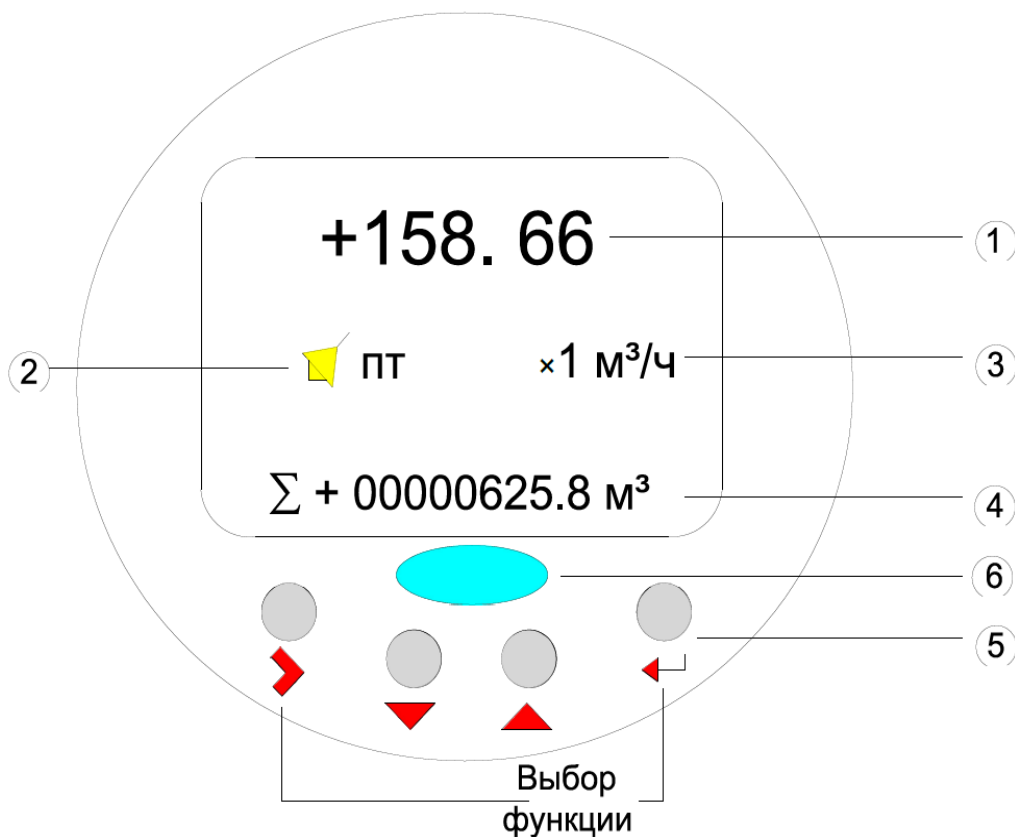 +158. 66
1
2
пт
×1 м³/ч
3
∑ + 00000625.8 м³
4
6
5
Выбор
функции